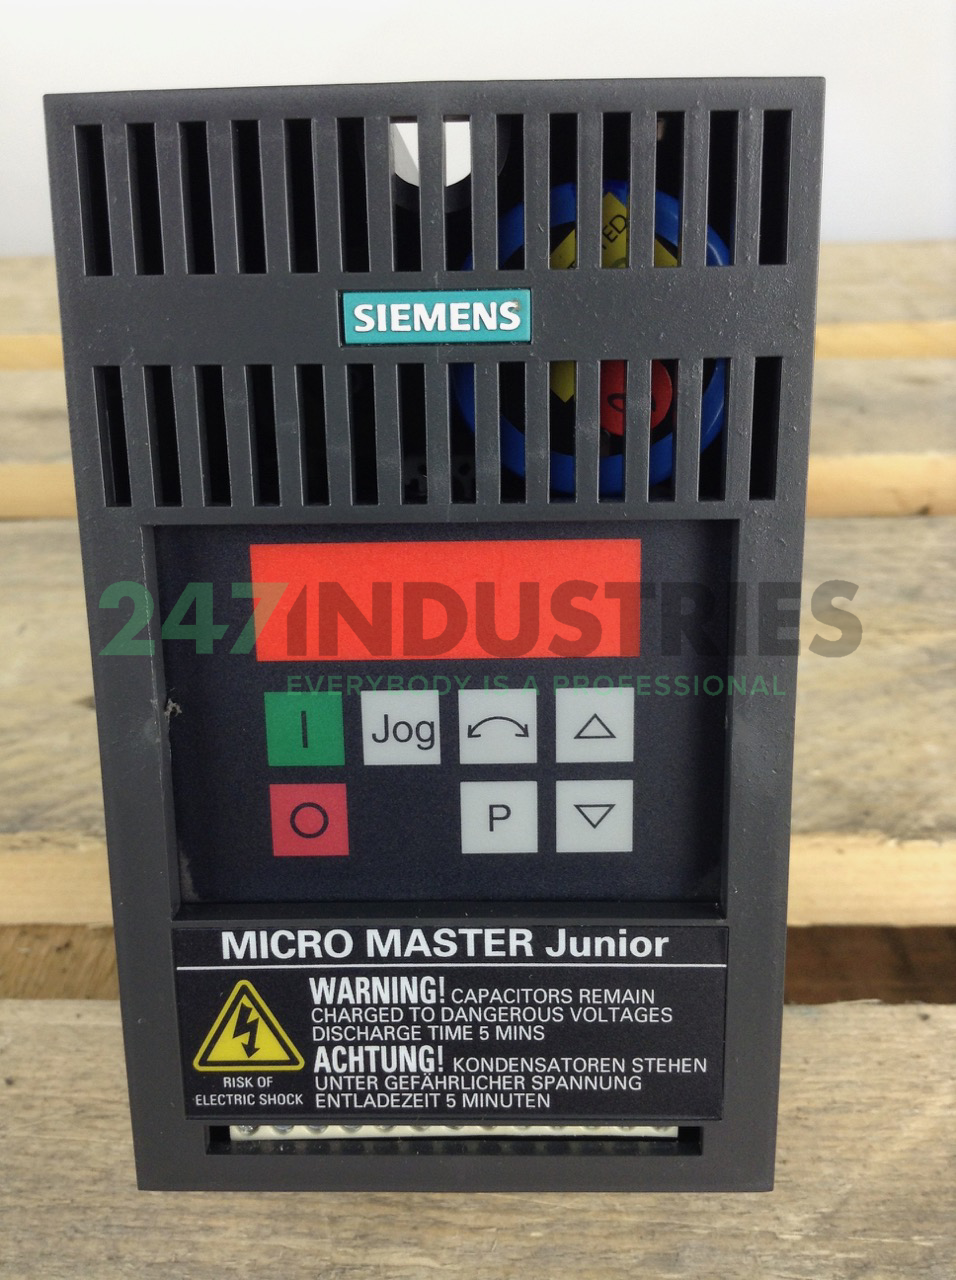 SIEMENS
247INDUSTRIES
EVERYBODY IS A PROFESSIONAL
I
Jog
O
P
MICRO MASTER Junior
WARNING! CAPACITORS REMAIN
CHARGED TO DANGEROUS VOLTAGES
DISCHARGE TIME 5 MINS
ACHTUNG! KONDENSATOREN STEHEN
UNTER GEFÄHRLICHER SPANNUNG
ENTLADEZEIT 5 MINUTEN
RISK OF
ELECTRIC SHOCK